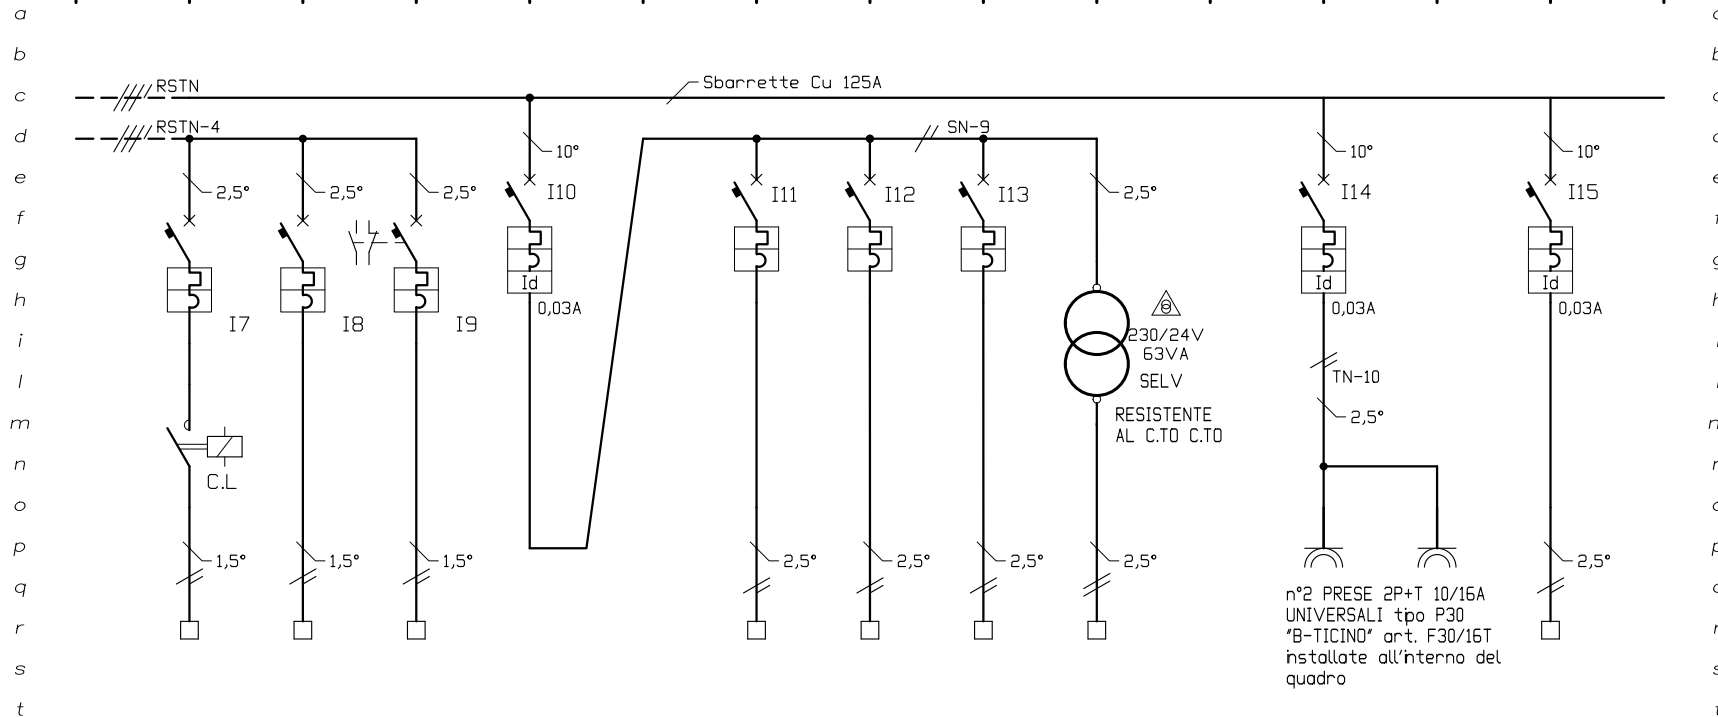 a
b
c
d
e
f
g
h
i
l
m
n
o
p
q
r
s
t
RSTN
Sbarrette Cu 125A
RSTN-4
SN-9
10°
10°
10°
2,5°
2,5°
2,5°
I10
I11
I12
I13
2,5°
I14
I15
Id
Id
Id
0,03A
0,03A
0,03A
I7
I8
I9
230/24V
63VA
SELV
RESISTENTE
AL C.TO C.TO
TN-10
2,5°
C.L
1,5°
1,5°
1,5°
2,5°
2,5°
2,5°
2,5°
2,5°
n°2 PRESE 2P+T 10/16A
UNIVERSALI tipo P30
"B-TICINO" art. F30/16T
installate all'interno del
quadro